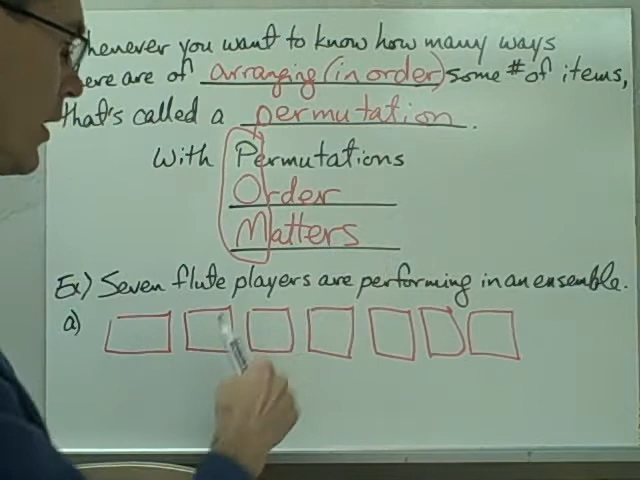 henever you want to know how many ways
ere are of arranging (in order) some # of items,
that's called a permutation.
With Permutations
Order
Matters
Ex) Seven flute players are performing in an ensemble.
a)